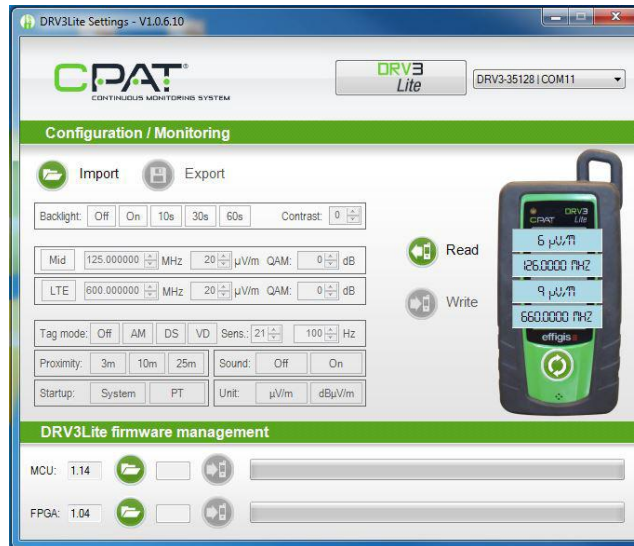 DRV3Lite Settings - V1.0.6.10
CPAT®
CONTINUOUS MONITORING SYSTEM
DRV3
Lite
DRV3-35128 | COM11
Configuration / Monitoring
Import Export
Backlight: Off On 10s 30s 60s Contrast: 0
Mid 125.000000 MHz 20 µV/m QAM: 0 dB
LTE 600.000000 MHz 20 µV/m QAM: 0 dB
Tag mode: Off AM DS VD Sens.: 21 100 Hz
Proximity: 3m 10m 25m Sound: Off On
Startup: System PT Unit: µV/m dBµV/m
Read
Write
DRV3
CPAT Lite
6 µV/m
126.0000 MHZ
9 µV/m
660.0000 MHZ
effigis
DRV3Lite firmware management
MCU: 1.14
FPGA: 1.04